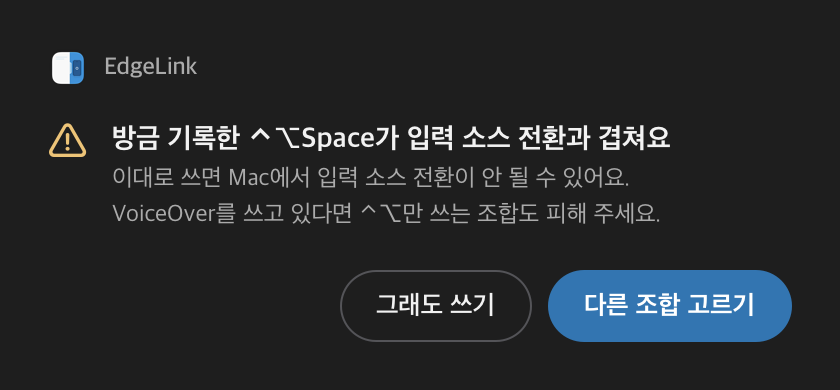 EdgeLink
방금 기록한 ⌃⌥Space가 입력 소스 전환과 겹쳐요
이대로 쓰면 Mac에서 입력 소스 전환이 안 될 수 있어요.
VoiceOver를 쓰고 있다면 ⌃⌥만 쓰는 조합도 피해 주세요.
그래도 쓰기
다른 조합 고르기